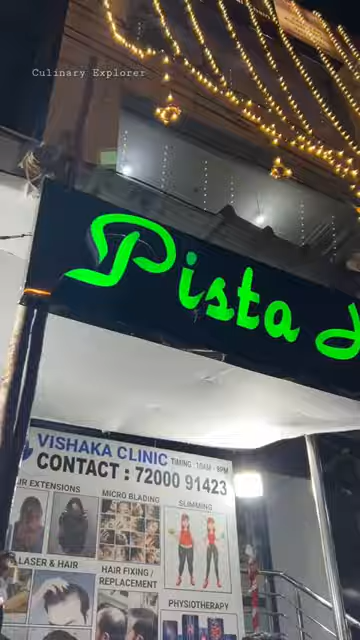 Culinary Explorer
Pista
VISHAKA CLINIC TIMING : 10AM - 8PM
CONTACT : 72000 91423
EXTENSIONS
MICRO BLADING
SLIMMING
LASER & HAIR
HAIR FIXING /
REPLACEMENT
PHYSIOTHERAPY